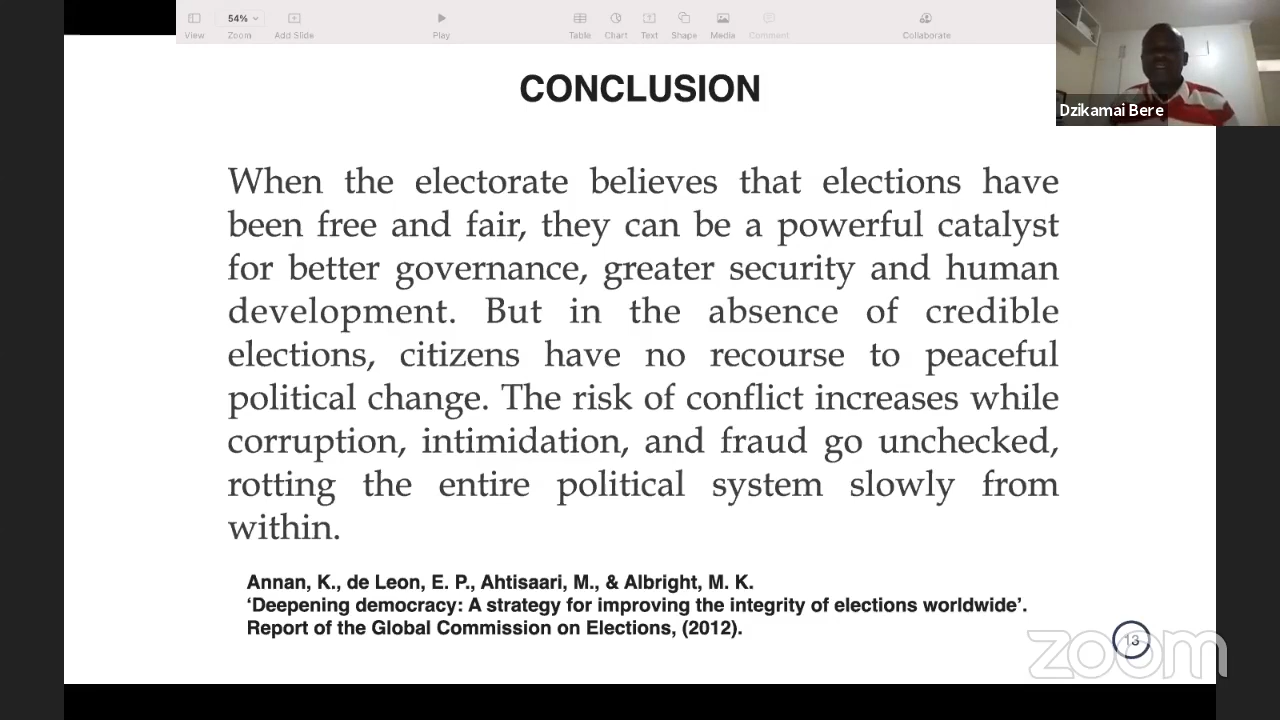 54%
View
Zoom
Add Slide
Play
Table
Chart
Text
Shape
Media
Comment
Collaborate
Dzikamai Bere
CONCLUSION
When the electorate believes that elections have
been free and fair, they can be a powerful catalyst
for better governance, greater security and human
development. But in the absence of credible
elections, citizens have no recourse to peaceful
political change. The risk of conflict increases while
corruption, intimidation, and fraud go unchecked,
rotting the entire political system slowly from
within.
Annan, K., de Leon, E. P., Ahtisaari, M., & Albright, M. K.
‘Deepening democracy: A strategy for improving the integrity of elections worldwide’.
Report of the Global Commission on Elections, (2012).
13
zoom